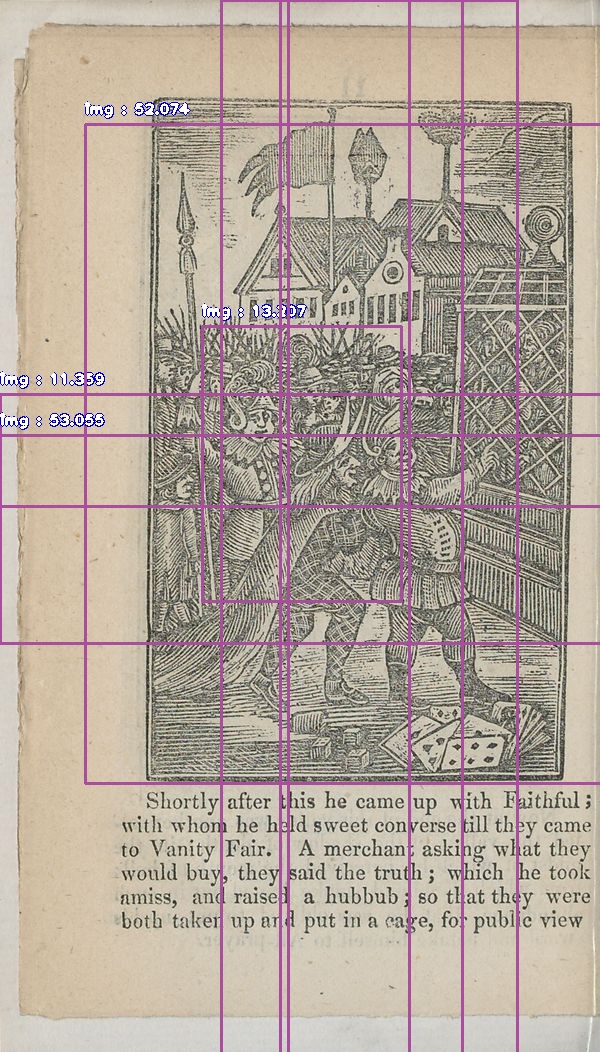 img : 52.074
img : 13.207
img : 11.359
img : 53.055
Shortly after this he came up with Faithful;
with whom he held sweet converse till they came
to Vanity Fair. A merchant asking what they
would buy, they said the truth; which he took
amiss, and raised a hubbub; so that they were
both taken up and put in a cage, for public view